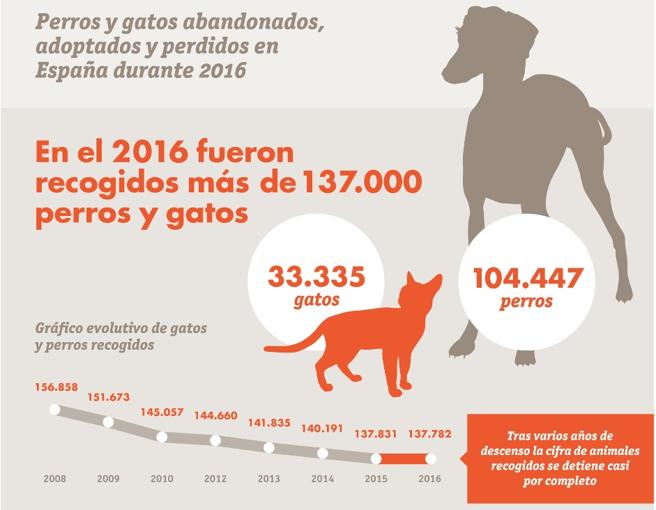 Perros y gatos abandonados,
adoptados y perdidos en
España durante 2016
En el 2016 fueron
recogidos más de 137.000
perros y gatos
33.335
gatos
104.447
perros
Gráfico evolutivo de gatos
y perros recogidos
156.858
151.673
145.057
144.660
141.835
140.191
137.831
137.782
2008
2009
2010
2012
2013
2014
2015
2016
Tras varios años de
descenso la cifra de animales
recogidos se detiene casi
por completo